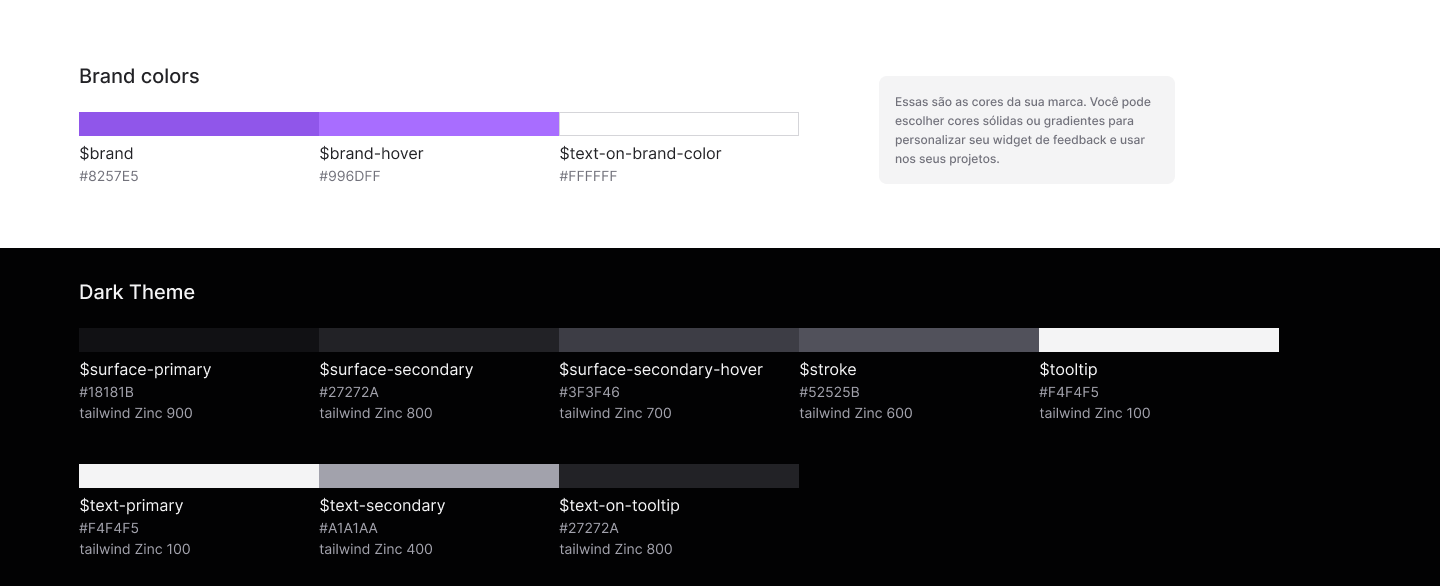 Brand colors
$brand
#8257E5
$brand-hover
#996DFF
$text-on-brand-color
#FFFFFF
Essas são as cores da sua marca. Você pode
escolher cores sólidas ou gradientes para
personalizar seu widget de feedback e usar
nos seus projetos.
Dark Theme
$surface-primary
#18181B
tailwind Zinc 900
$surface-secondary
#27272A
tailwind Zinc 800
$surface-secondary-hover
#3F3F46
tailwind Zinc 700
$stroke
#52525B
tailwind Zinc 600
$tooltip
#F4F4F5
tailwind Zinc 100
$text-primary
#F4F4F5
tailwind Zinc 100
$text-secondary
#A1A1AA
tailwind Zinc 400
$text-on-tooltip
#27272A
tailwind Zinc 800